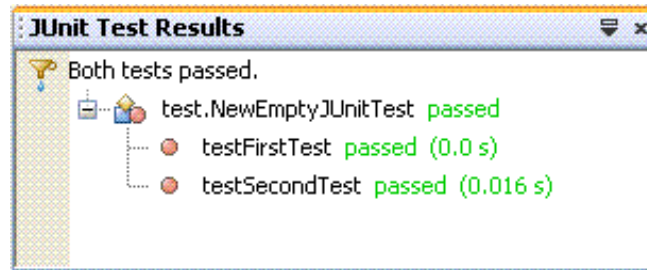 JUnit Test Results
Both tests passed.
test.NewEmptyJUnitTest passed
testFirstTest passed (0.0 s)
testSecondTest passed (0.016 s)